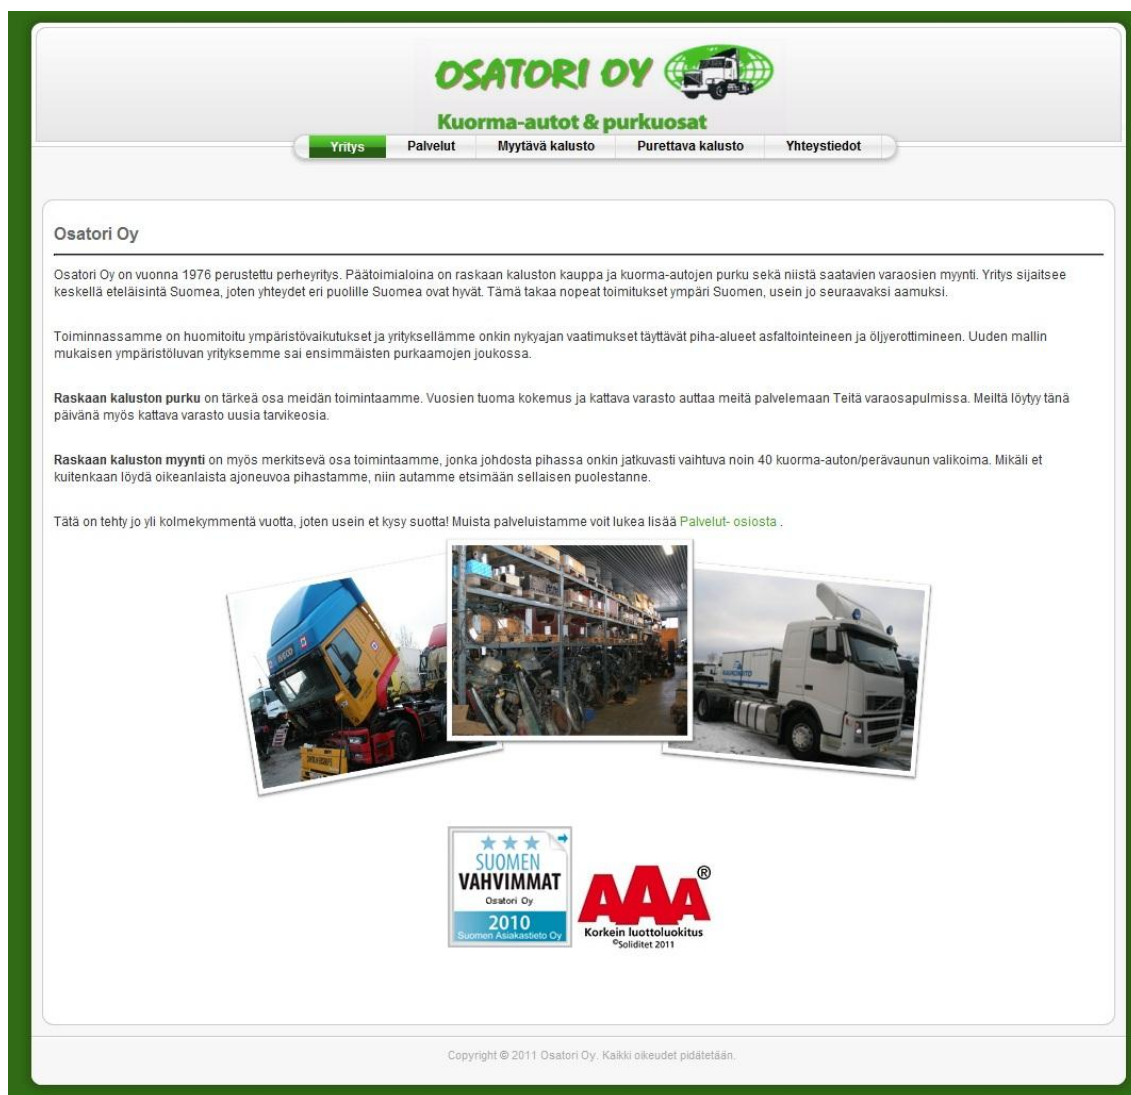 OSATORI OY
Kuorma-autot & purkuosat
Yritys Palvelut Myytävä kalusto Purettava kalusto Yhteystiedot
Osatori Oy
Osatori Oy on vuonna 1976 perustettu perheyritys. Päätoimialoina on raskaan kaluston kauppa ja kuorma-autojen purku sekä niistä saatavien varaosien myynti. Yritys sijaitsee
keskellä eteläisintä Suomea, joten yhteydet eri puolille Suomea ovat hyvät. Tämä takaa nopeat toimitukset ympäri Suomen, usein jo seuraavaksi aamuksi.
Toiminnassamme on huomitoitu ympäristövaikutukset ja yrityksellämme onkin nykyajan vaatimukset täyttävät piha-alueet asfaltointeineen ja öljyerottimineen. Uuden mallin
mukaisen ympäristöluvan yrityksemme sai ensimmäisten purkaamojen joukossa.
Raskaan kaluston purku on tärkeä osa meidän toimintaamme. Vuosien tuoma kokemus ja kattava varasto auttaa meitä palvelemaan Teitä varaosapulmissa. Meiltä löytyy tänä
päivänä myös kattava varasto uusia tarvikeosia.
Raskaan kaluston myynti on myös merkitsevä osa toimintaamme, jonka johdosta pihassa onkin jatkuvasti vaihtuva noin 40 kuorma-auton/perävaunun valikoima. Mikäli et
kuitenkaan löydä oikeanlaista ajoneuvoa pihastamme, niin autamme etsimään sellaisen puolestanne.
Tätä on tehty jo yli kolmekymmentä vuotta, joten usein et kysy suotta! Muista palveluistamme voit lukea lisää Palvelut- osiosta .
IVECO
SUOMEN
VAHVIMMAT
Osatori Oy
2010
Suomen Asiakastieto Oy
AAA®
Korkein luottoluokitus
©Soliditet 2011
Copyright © 2011 Osatori Oy. Kaikki oikeudet pidätetään.